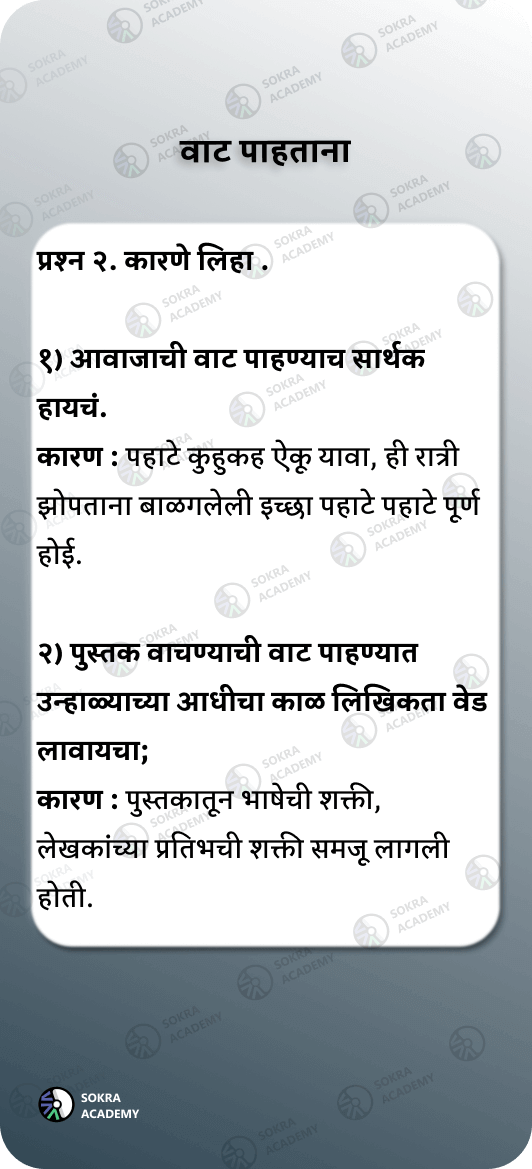 वाट पाहताना
प्रश्न २. कारणे लिहा .
१) आवाजाची वाट पाहण्याच सार्थक
हायचं.
कारण : पहाटे कुहुकह ऐकू यावा, ही रात्री
झोपताना बाळगलेली इच्छा पहाटे पहाटे पूर्ण
होई.
२) पुस्तक वाचण्याची वाट पाहण्यात
उन्हाळ्याच्या आधीचा काळ लिखिकता वेड
लावायचा;
कारण : पुस्तकातून भाषेची शक्ती,
लेखकांच्या प्रतिभची शक्ती समजू लागली
होती.
SOKRA
ACADEMY